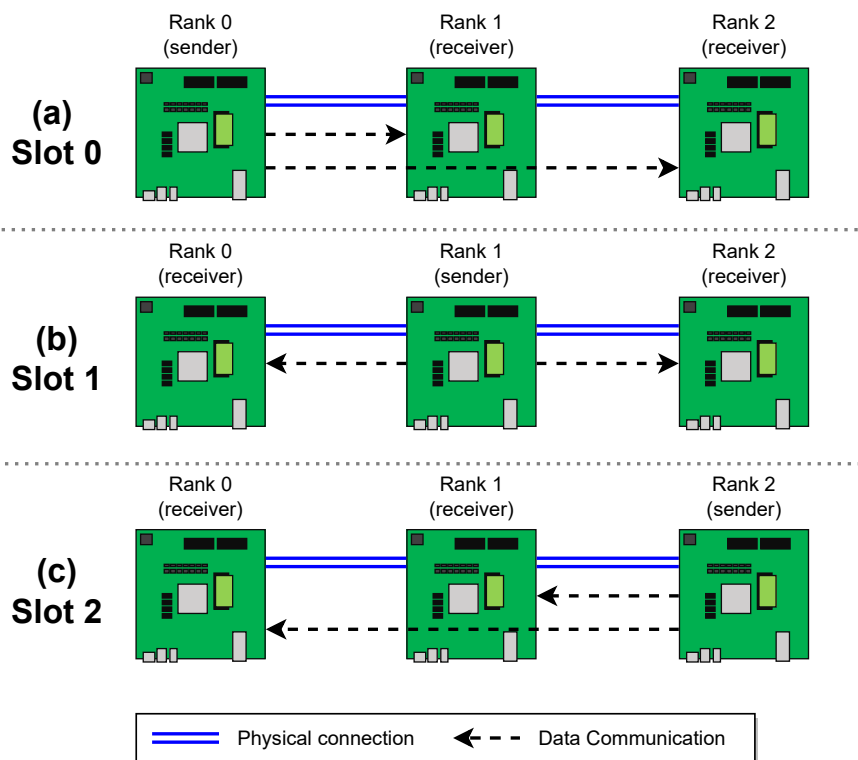 Rank 0
(sender)
Rank 1
(receiver)
Rank 2
(receiver)
(a)
Slot 0
Rank 0
(receiver)
Rank 1
(sender)
Rank 2
(receiver)
(b)
Slot 1
Rank 0
(receiver)
Rank 1
(receiver)
Rank 2
(sender)
(c)
Slot 2
Physical connection
Data Communication